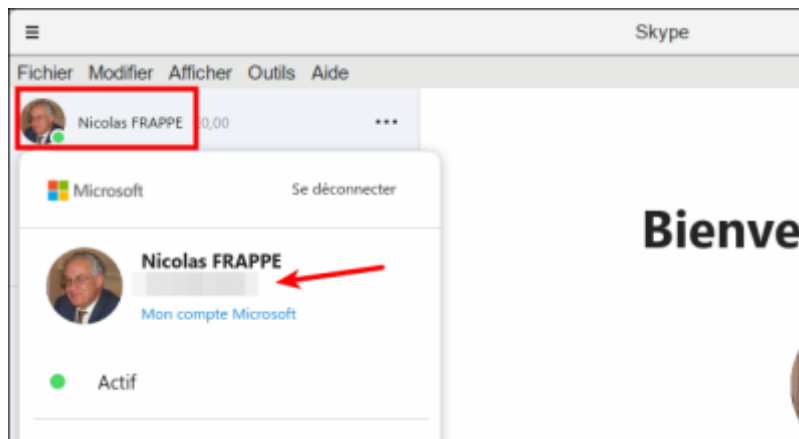 Skype
Fichier Modifier Afficher Outils Aide
Nicolas FRAPPE 0,00
Microsoft Se déconnecter
Bienve
Nicolas FRAPPE
Mon compte Microsoft
Actif